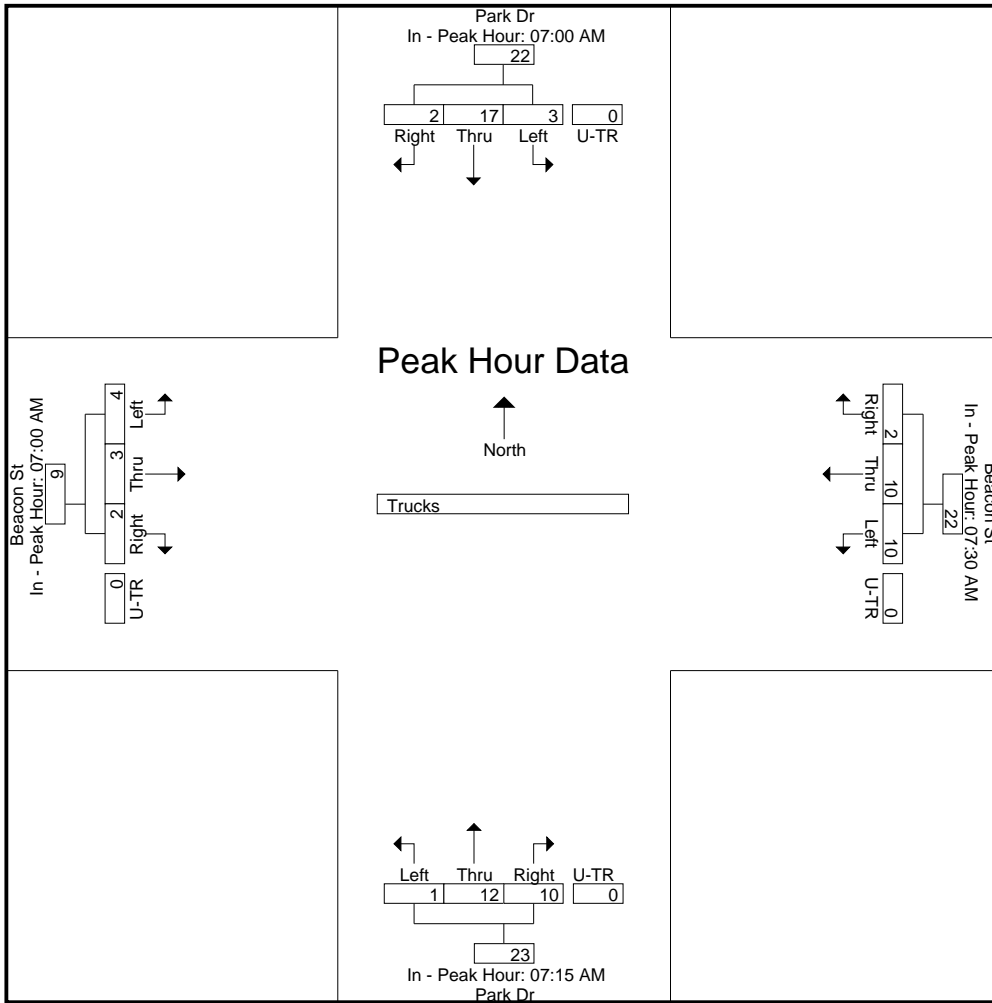 Park Dr
In - Peak Hour: 07:00 AM
22
2 17 3 0
Right Thru Left U-TR
Peak Hour Data
North
Trucks
Beacon St
In - Peak Hour: 07:00 AM
9
4 3 2 0
Left Thru Right U-TR
Beacon St
In - Peak Hour: 07:30 AM
22
2 10 10 0
Right Thru Left U-TR
Left Thru Right U-TR
1 12 10 0
23
In - Peak Hour: 07:15 AM
Park Dr